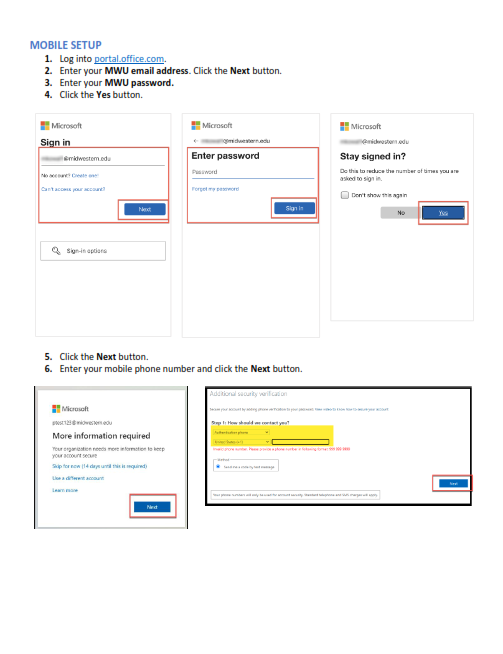 MOBILE SETUP
1. Log into portal.office.com.
2. Enter your MWU email address. Click the Next button.
3. Enter your MWU password.
4. Click the Yes button.
Microsoft
Sign in
@midwestern.edu
No account? Create one!
Can't access your account?
Next
Sign-in options
Microsoft
@midwestern.edu
Enter password
Password
Forgot my password
Sign in
Microsoft
@midwestern.edu
Stay signed in?
Do this to reduce the number of times you are
asked to sign in.
Don't show this again
No
Yes
5. Click the Next button.
6. Enter your mobile phone number and click the Next button.
Microsoft
ptest123@midwestern.edu
More information required
Your organization needs more information to keep
your account secure
Skip for now (14 days until this is required)
Use a different account
Learn more
Next
Additional security verification
Secure your account by adding phone verification to your password. View video to know how to secure your account
Step 1: How should we contact you?
Authentication phone
United States (+1)
Method
Send me a code by text message
Next
Your phone numbers will only be used for account security. Standard telephone and SMS charges will apply.